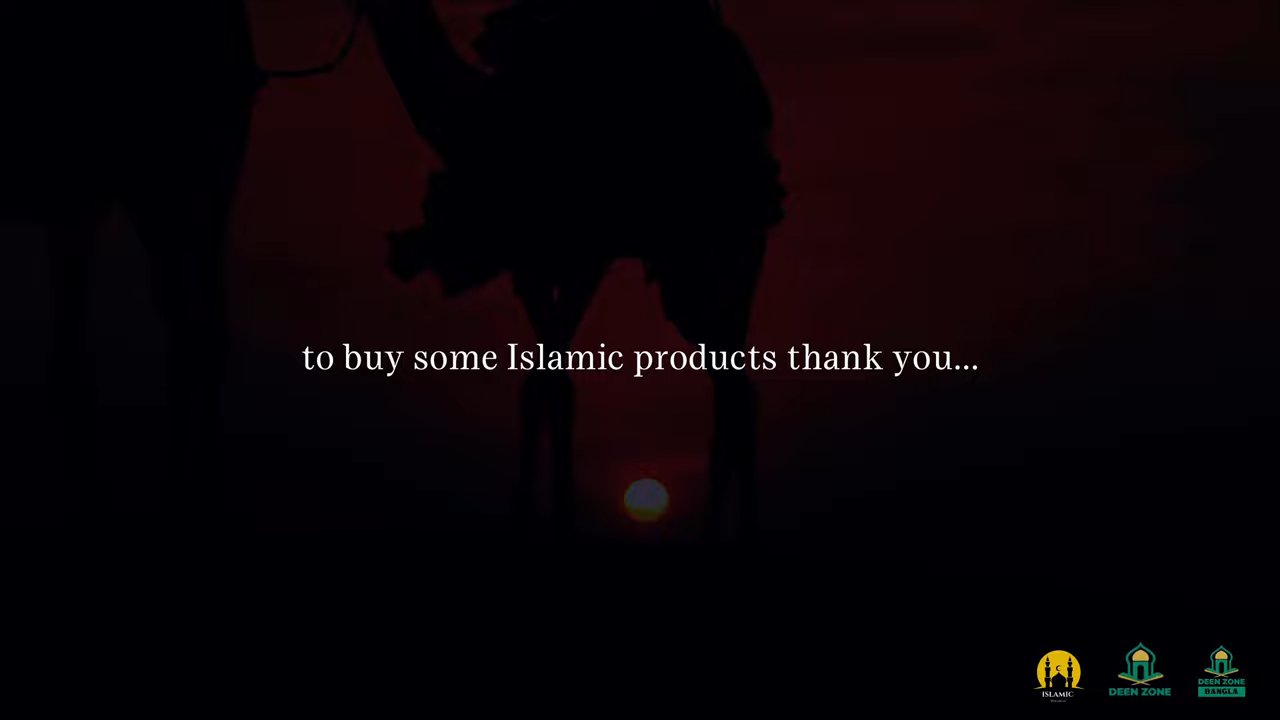 to buy some Islamic products thank you...
ISLAMIC
DEEN ZONE
DEEN ZONE
BANGLA